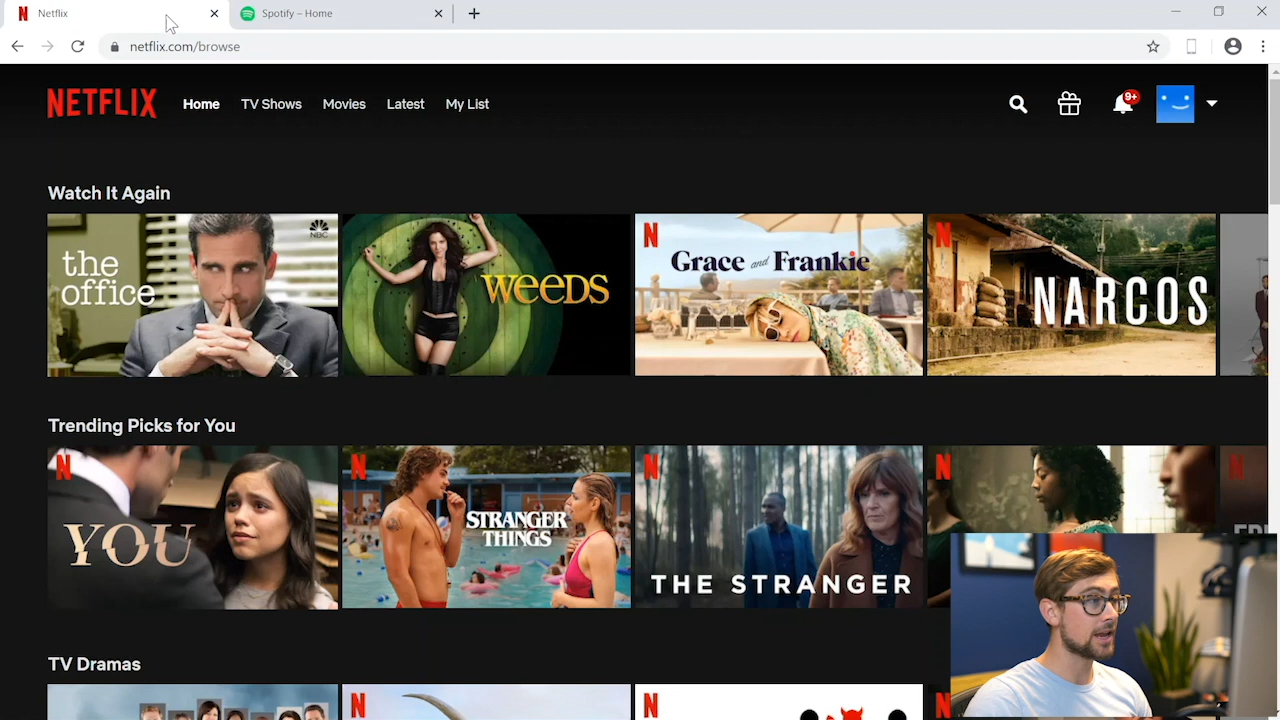 Netflix
Spotify – Home
netflix.com/browse
NETFLIX Home TV Shows Movies Latest My List
9+
Watch It Again
the office
NBC
WEEDS
Grace and Frankie
NARCOS
Trending Picks for You
YOU
STRANGER THINGS
THE STRANGER
TV Dramas